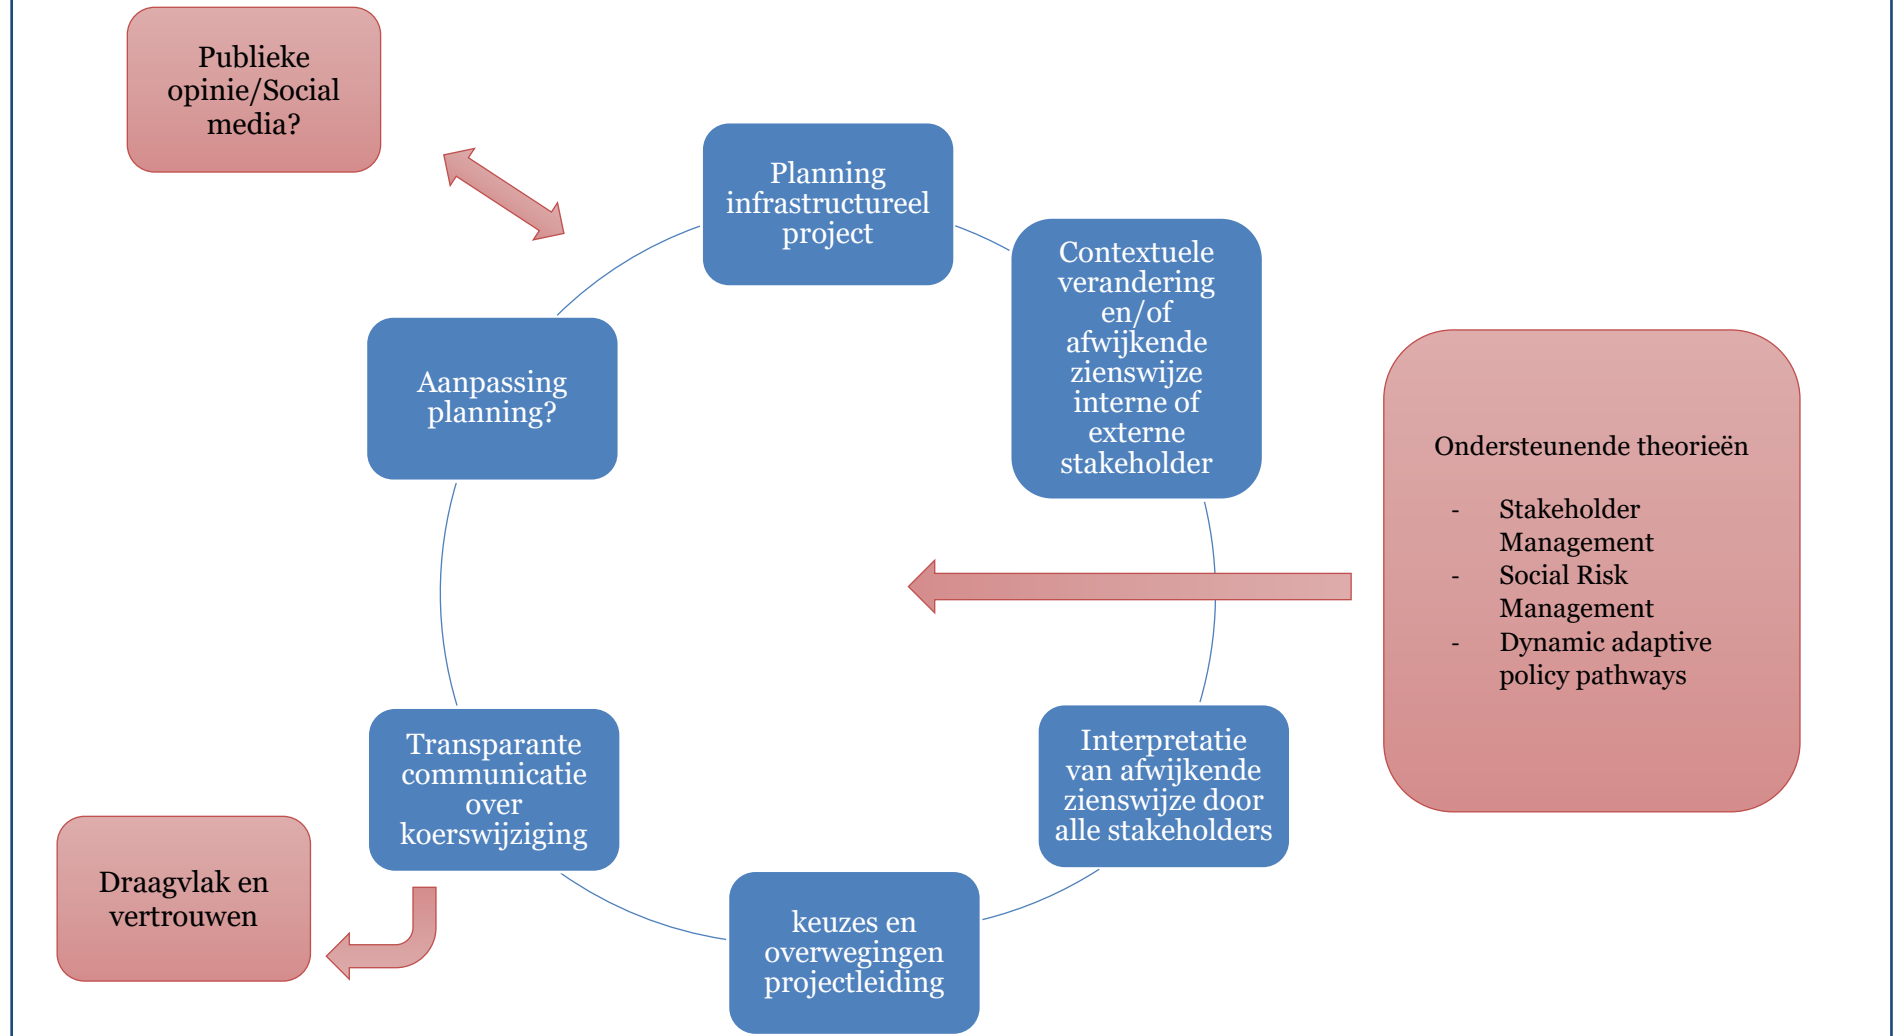 Publieke
opinie/Social
media?
Planning
infrastructureel
project
Contextuele
verandering
en/of
afwijkende
zienswijze
interne of
externe
stakeholder
Aanpassing
planning?
Ondersteunende theorieën
- Stakeholder
Management
- Social Risk
Management
- Dynamic adaptive
policy pathways
Interpretatie
van afwijkende
zienswijze door
alle stakeholders
Transparante
communicatie
over
koerswijziging
Draagvlak en
vertrouwen
keuzes en
overwegingen
projectleiding